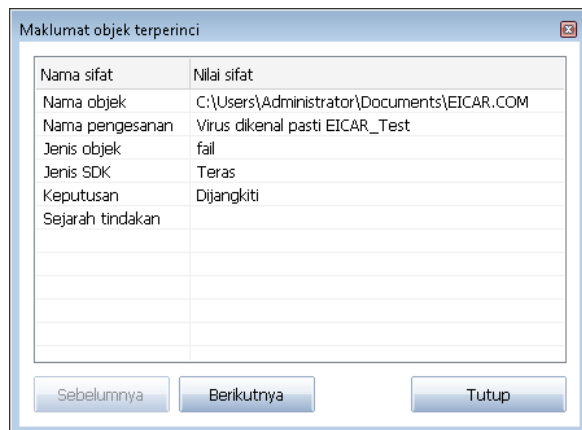 Maklumat objek terperinci
Nama sifat Nilai sifat
Nama objek C:\Users\Administrator\Documents\EICAR.COM
Nama pengesanan Virus dikenal pasti EICAR_Test
Jenis objek fail
Jenis SDK Teras
Keputusan Dijangkiti
Sejarah tindakan
Sebelumnya Berikutnya Tutup